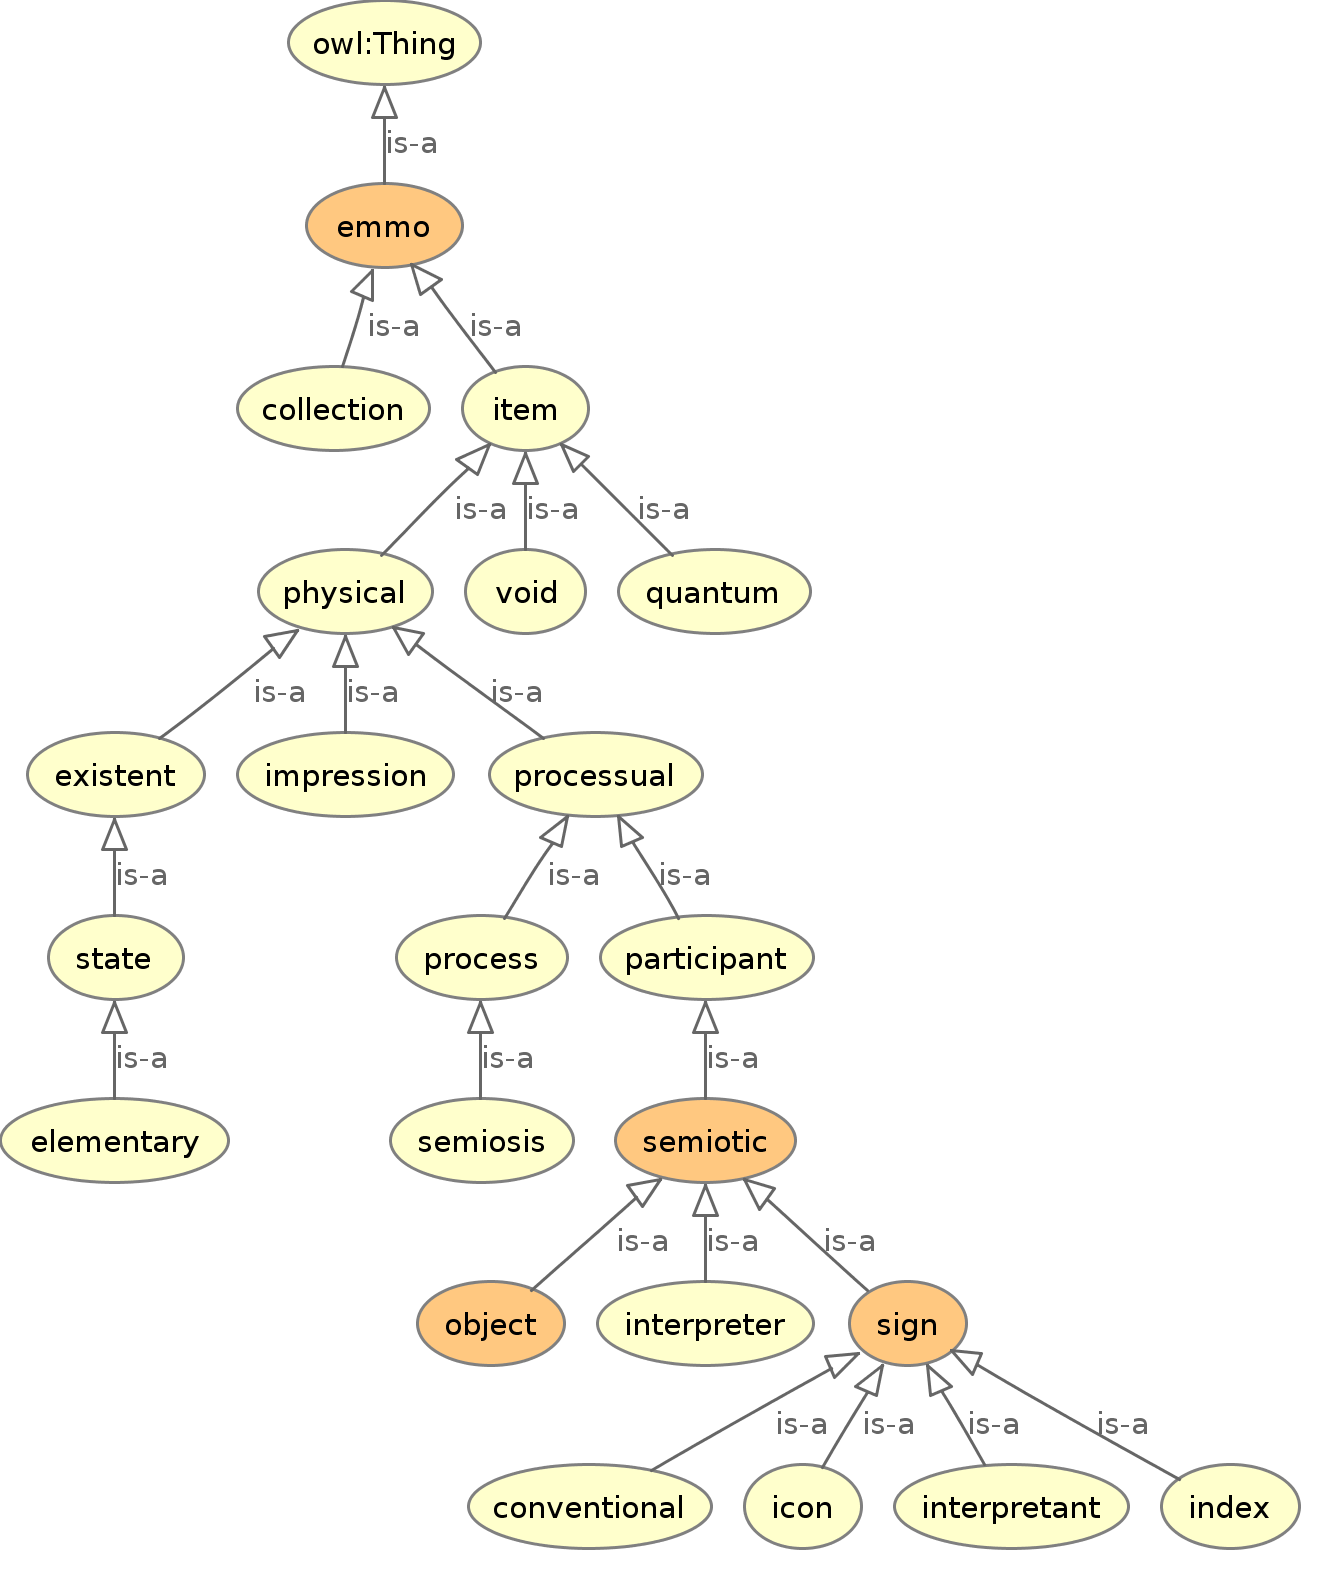 owl:Thing
is-a
emmo
is-a
is-a
collection
item
is-a
is-a
is-a
physical
void
quantum
is-a
is-a
is-a
existent
impression
processual
is-a
is-a
is-a
state
process
participant
is-a
is-a
is-a
elementary
semiosis
semiotic
is-a
is-a
is-a
object
interpreter
sign
is-a
is-a
is-a
is-a
conventional
icon
interpretant
index